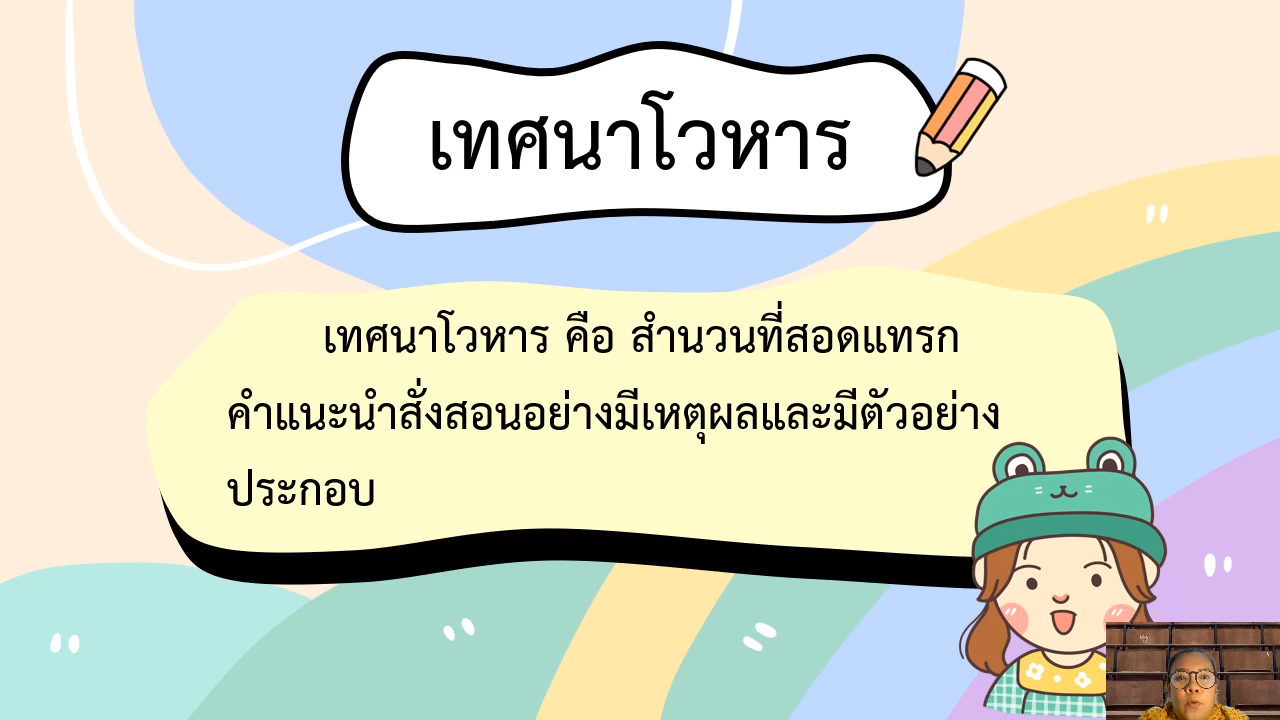 เทศนาโวหาร
เทศนาโวหาร คือ สำนวนที่สอดแทรก
คำแนะนำสั่งสอนอย่างมีเหตุผลและมีตัวอย่าง
ประกอบ